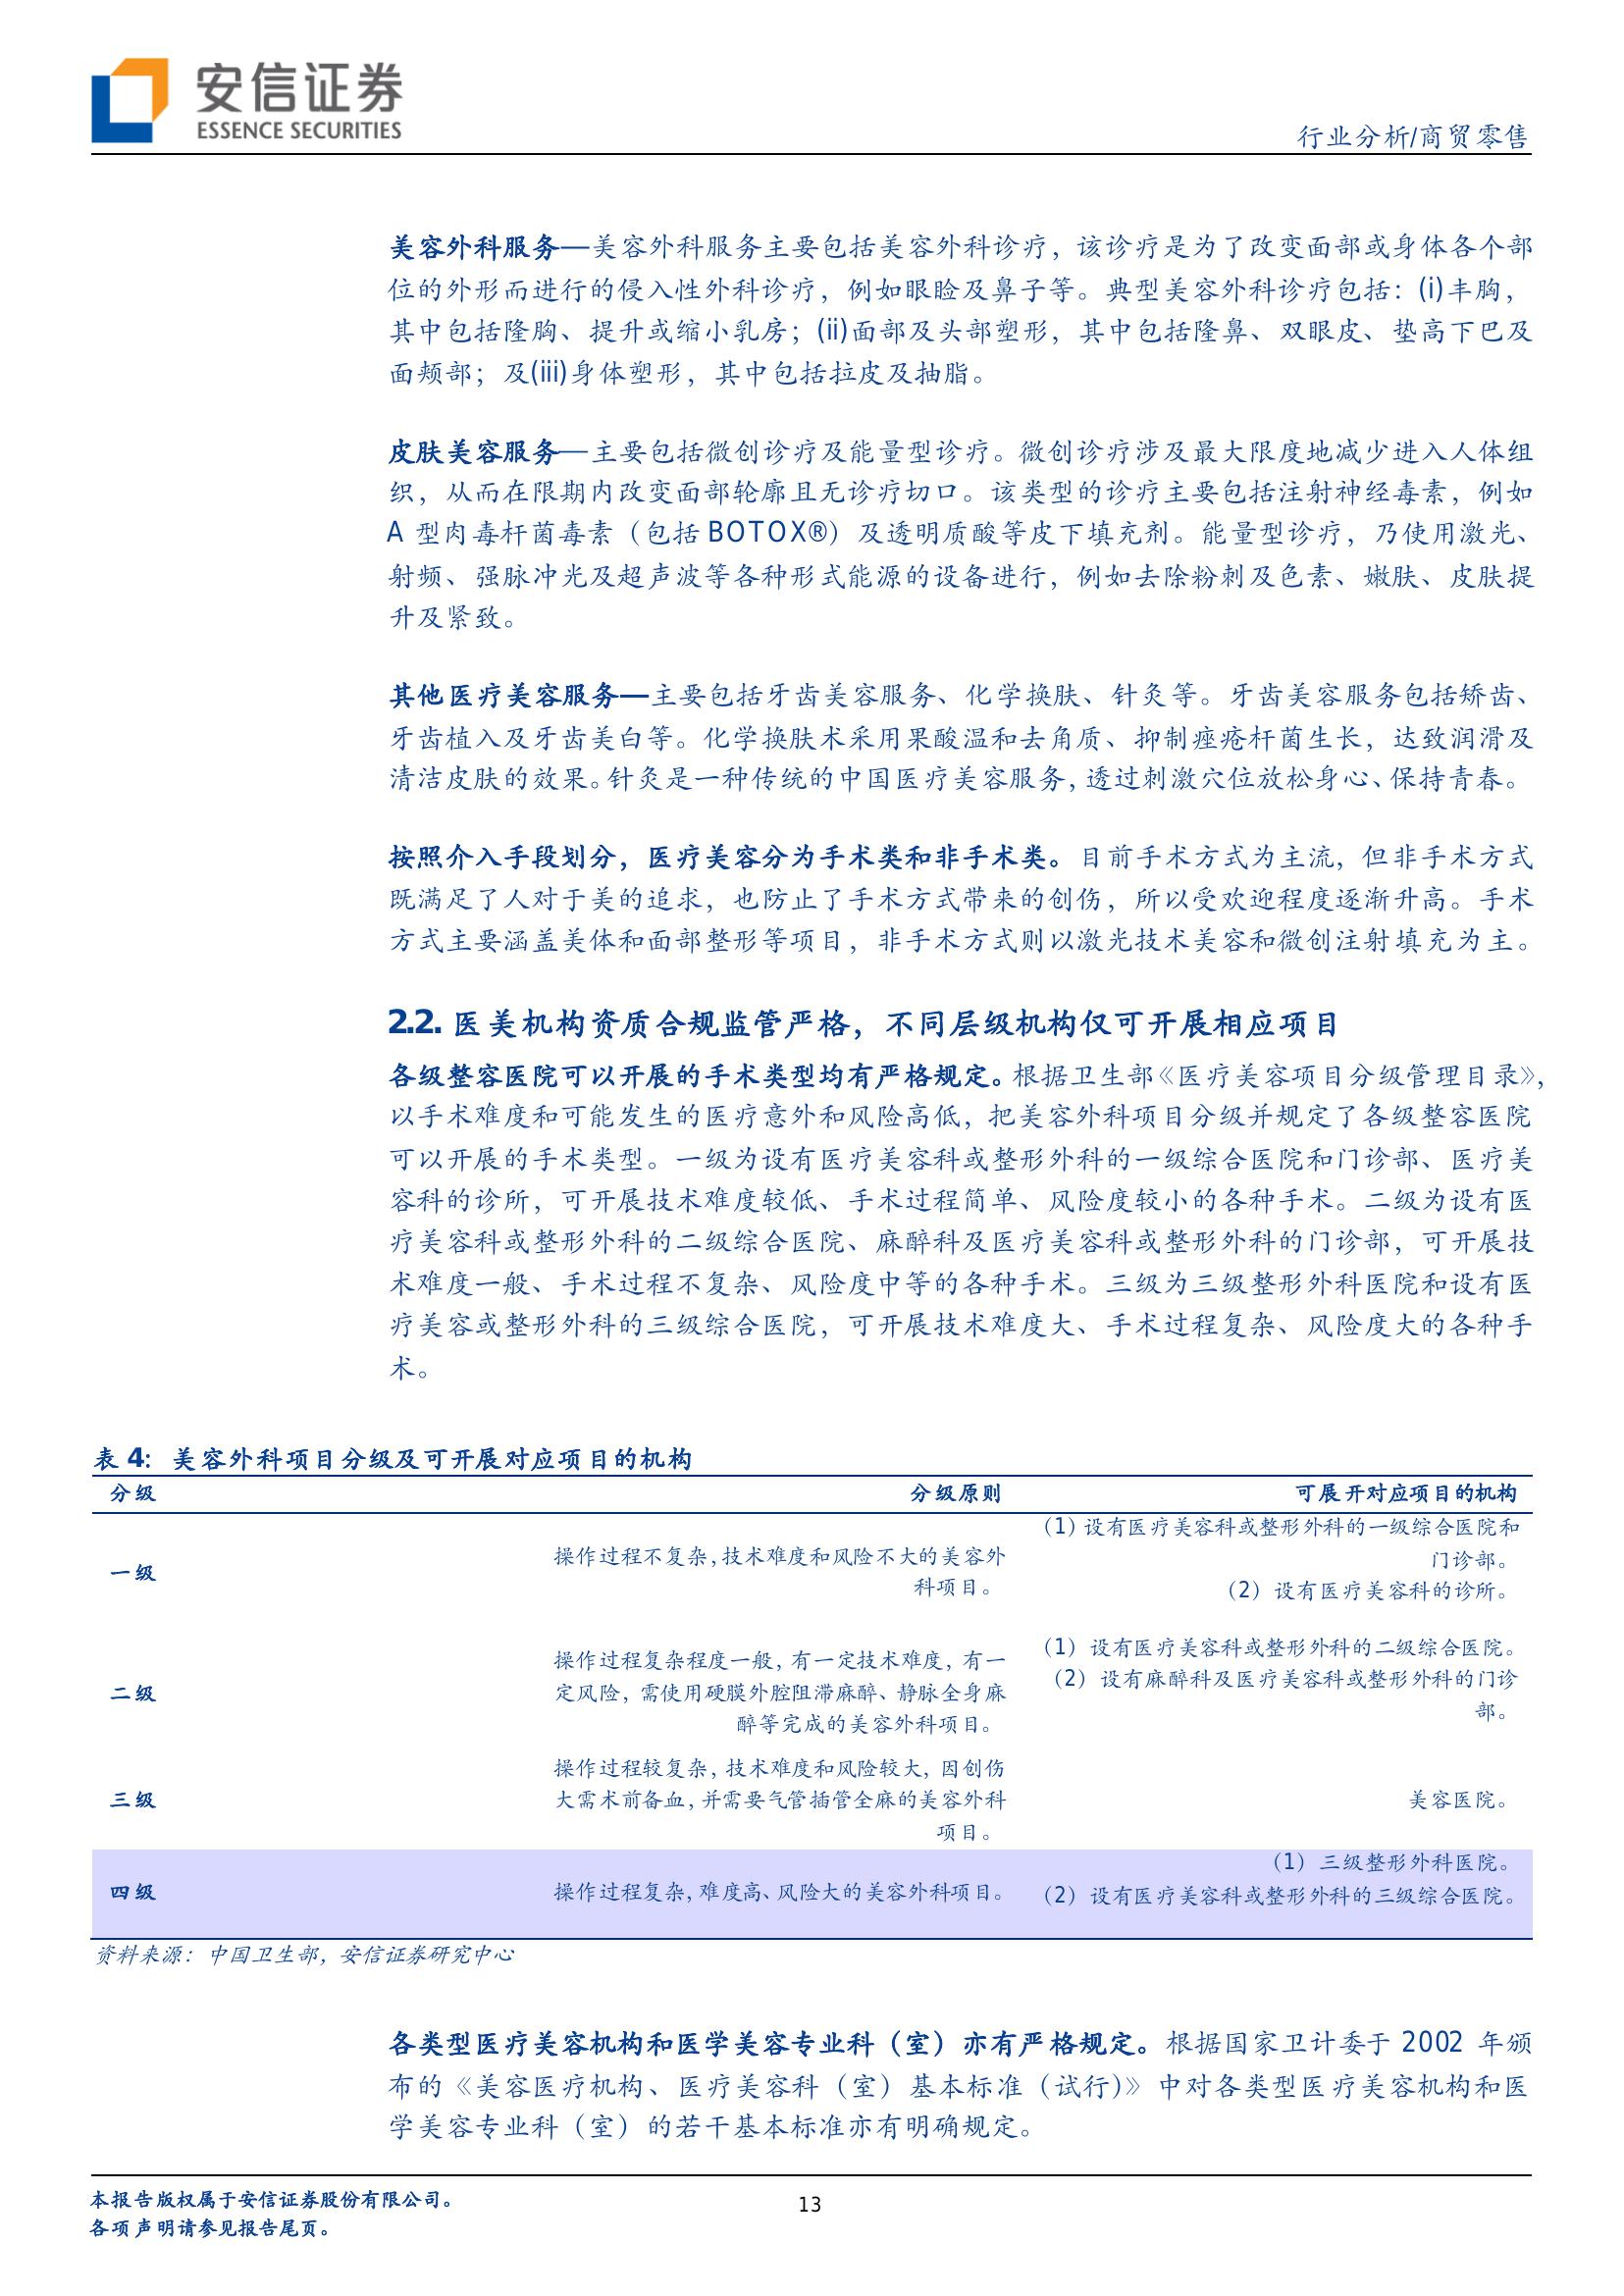 安信证券
ESSENCE SECURITIES
行业分析/商贸零售
美容外科服务—美容外科服务主要包括美容外科诊疗，该诊疗是为了改变面部或身体各个部
位的外形而进行的侵入性外科诊疗，例如眼睑及鼻子等。典型美容外科诊疗包括：(i)丰胸，
其中包括隆胸、提升或缩小乳房；(ii)面部及头部塑形，其中包括隆鼻、双眼皮、垫高下巴及
面颊部；及(iii)身体塑形，其中包括拉皮及抽脂。
皮肤美容服务—主要包括微创诊疗及能量型诊疗。微创诊疗涉及最大限度地减少进入人体组
织，从而在限期内改变面部轮廓且无诊疗切口。该类型的诊疗主要包括注射神经毒素，例如
A 型肉毒杆菌毒素（包括 BOTOX®）及透明质酸等皮下填充剂。能量型诊疗，乃使用激光、
射频、强脉冲光及超声波等各种形式能源的设备进行，例如去除粉刺及色素、嫩肤、皮肤提
升及紧致。
其他医疗美容服务—主要包括牙齿美容服务、化学换肤、针灸等。牙齿美容服务包括矫齿、
牙齿植入及牙齿美白等。化学换肤术采用果酸温和去角质、抑制痤疮杆菌生长，达致润滑及
清洁皮肤的效果。针灸是一种传统的中国医疗美容服务，透过刺激穴位放松身心、保持青春。
按照介入手段划分，医疗美容分为手术类和非手术类。目前手术方式为主流，但非手术方式
既满足了人对于美的追求，也防止了手术方式带来的创伤，所以受欢迎程度逐渐升高。手术
方式主要涵盖美体和面部整形等项目，非手术方式则以激光技术美容和微创注射填充为主。
2.2. 医美机构资质合规监管严格，不同层级机构仅可开展相应项目
各级整容医院可以开展的手术类型均有严格规定。根据卫生部《医疗美容项目分级管理目录》，
以手术难度和可能发生的医疗意外和风险高低，把美容外科项目分级并规定了各级整容医院
可以开展的手术类型。一级为设有医疗美容科或整形外科的一级综合医院和门诊部、医疗美
容科的诊所，可开展技术难度较低、手术过程简单、风险度较小的各种手术。二级为设有医
疗美容科或整形外科的二级综合医院、麻醉科及医疗美容科或整形外科的门诊部，可开展技
术难度一般、手术过程不复杂、风险度中等的各种手术。三级为三级整形外科医院和设有医
疗美容或整形外科的三级综合医院，可开展技术难度大、手术过程复杂、风险度大的各种手
术。
表 4：美容外科项目分级及可开展对应项目的机构
分级 分级原则 可展开对应项目的机构
一级
操作过程不复杂，技术难度和风险不大的美容外
科项目。
（1）设有医疗美容科或整形外科的一级综合医院和
门诊部。
（2）设有医疗美容科的诊所。
二级
操作过程复杂程度一般，有一定技术难度，有一
定风险，需使用硬膜外腔阻滞麻醉、静脉全身麻
醉等完成的美容外科项目。
（1）设有医疗美容科或整形外科的二级综合医院。
（2）设有麻醉科及医疗美容科或整形外科的门诊
部。
三级
操作过程较复杂，技术难度和风险较大，因创伤
大需术前备血，并需要气管插管全麻的美容外科
项目。
美容医院。
四级
操作过程复杂，难度高、风险大的美容外科项目。
（1）三级整形外科医院。
（2）设有医疗美容科或整形外科的三级综合医院。
资料来源：中国卫生部，安信证券研究中心
各类型医疗美容机构和医学美容专业科（室）亦有严格规定。根据国家卫计委于 2002 年颁
布的《美容医疗机构、医疗美容科（室）基本标准（试行）》中对各类型医疗美容机构和医
学美容专业科（室）的若干基本标准亦有明确规定。
本报告版权属于安信证券股份有限公司。
各项声明请参见报告尾页。
13